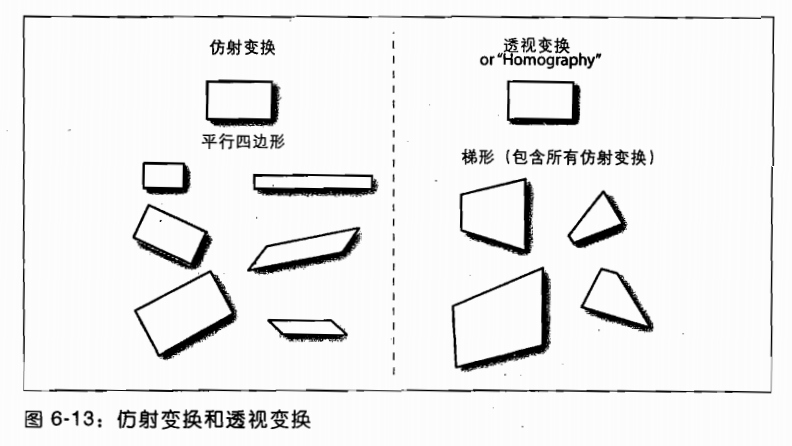 仿射变换
平行四边形
透视变换
or “Homography”
梯形（包含所有仿射变换）
图 6-13：仿射变换和透视变换